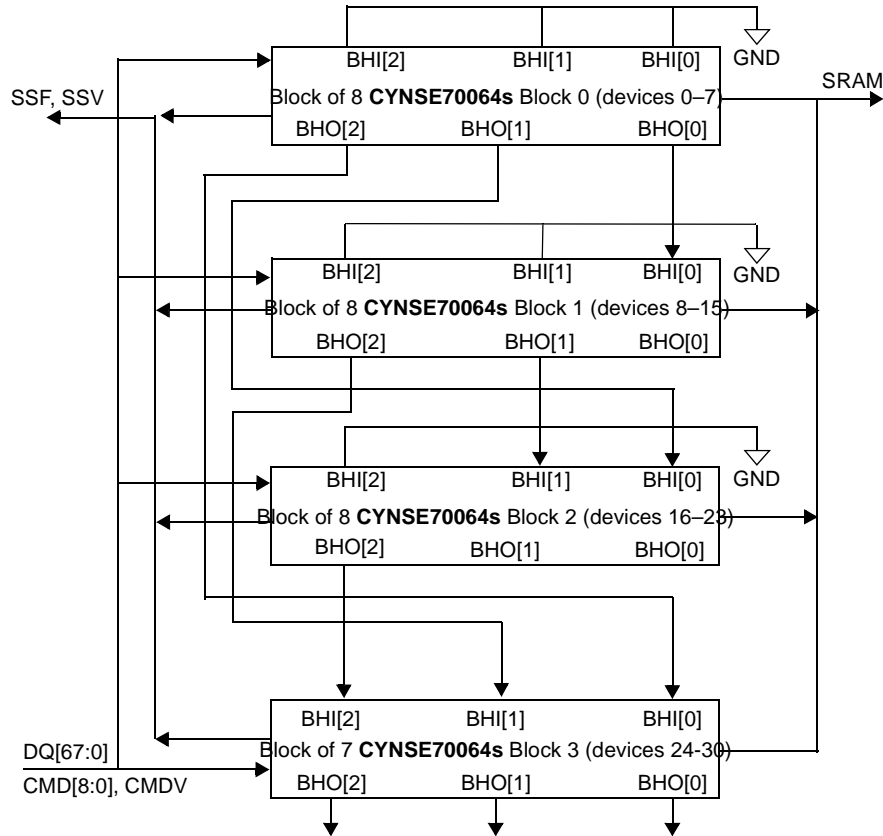 BHI[2] BHI[1] BHI[0]
GND
SSF, SSV
SRAM
Block of 8 CYNSE70064s Block 0 (devices 0–7)
BHO[2] BHO[1] BHO[0]
BHI[2] BHI[1] BHI[0]
GND
Block of 8 CYNSE70064s Block 1 (devices 8–15)
BHO[2] BHO[1] BHO[0]
BHI[2] BHI[1] BHI[0]
GND
Block of 8 CYNSE70064s Block 2 (devices 16–23)
BHO[2] BHO[1] BHO[0]
BHI[2] BHI[1] BHI[0]
DQ[67:0]
Block of 7 CYNSE70064s Block 3 (devices 24-30)
CMD[8:0], CMDV
BHO[2] BHO[1] BHO[0]